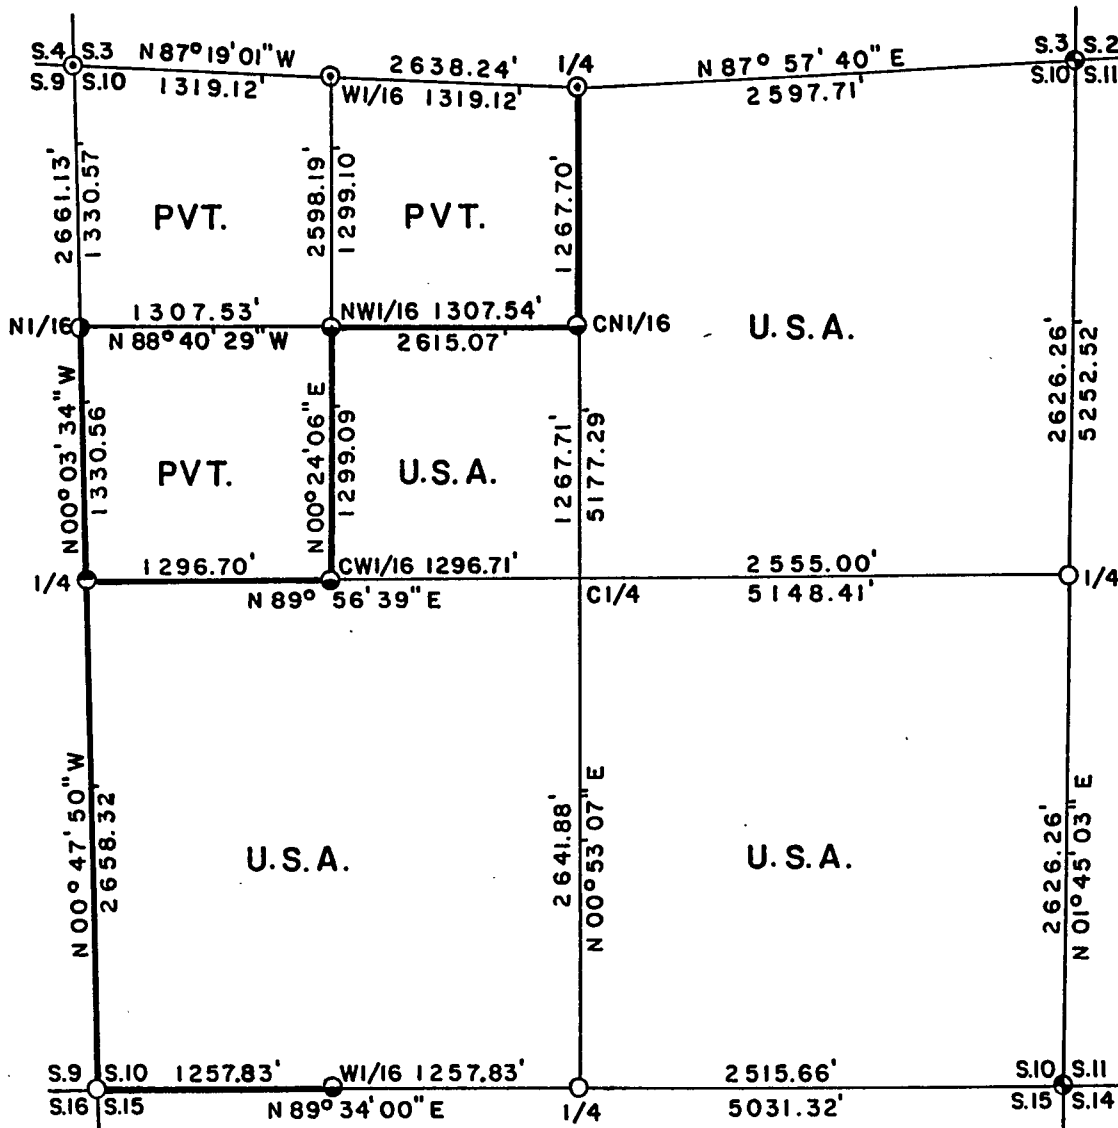 S.4 S.3
S.9 S.10
N 87° 19' 01" W
1319.12'
2638.24'
W1/16 1319.12'
1/4
N 87° 57' 40" E
2597.71'
S.3 S.2
S.10 S.11
2661.13'
1330.57'
PVT.
2598.19'
1299.10'
PVT.
1267.70'
U.S.A.
2626.26'
5252.52'
N1/16
1307.53'
N 88° 40' 29" W
NW1/16 1307.54'
2615.07'
CN1/16
N 00° 03' 34" W
1330.56'
PVT.
N 00° 24' 06" E
1299.09'
U.S.A.
1267.71'
5177.29'
1/4
1296.70'
CW1/16 1296.71'
N 89° 56' 39" E
C1/4
2555.00'
5148.41'
1/4
N 00° 47' 50" W
2658.32'
U.S.A.
2641.88'
N 00° 53' 07" E
U.S.A.
2626.26'
N 01° 45' 03" E
S.9 S.10
S.16 S.15
1257.83'
W1/16 1257.83'
N 89° 34' 00" E
1/4
2515.66'
5031.32'
S.10 S.11
S.15 S.14